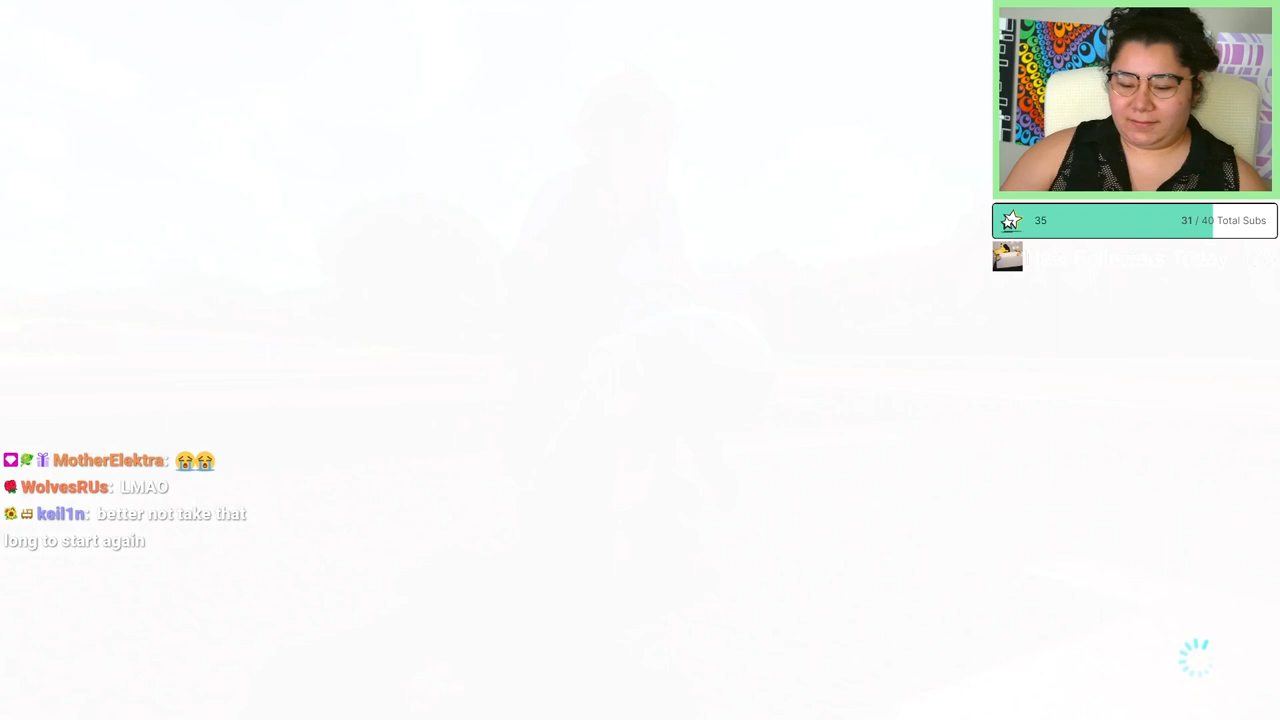 35
31 / 40 Total Subs
MotherElektra: 😭😭
WolvesRUs: LMAO
keil1n: better not take that
long to start again